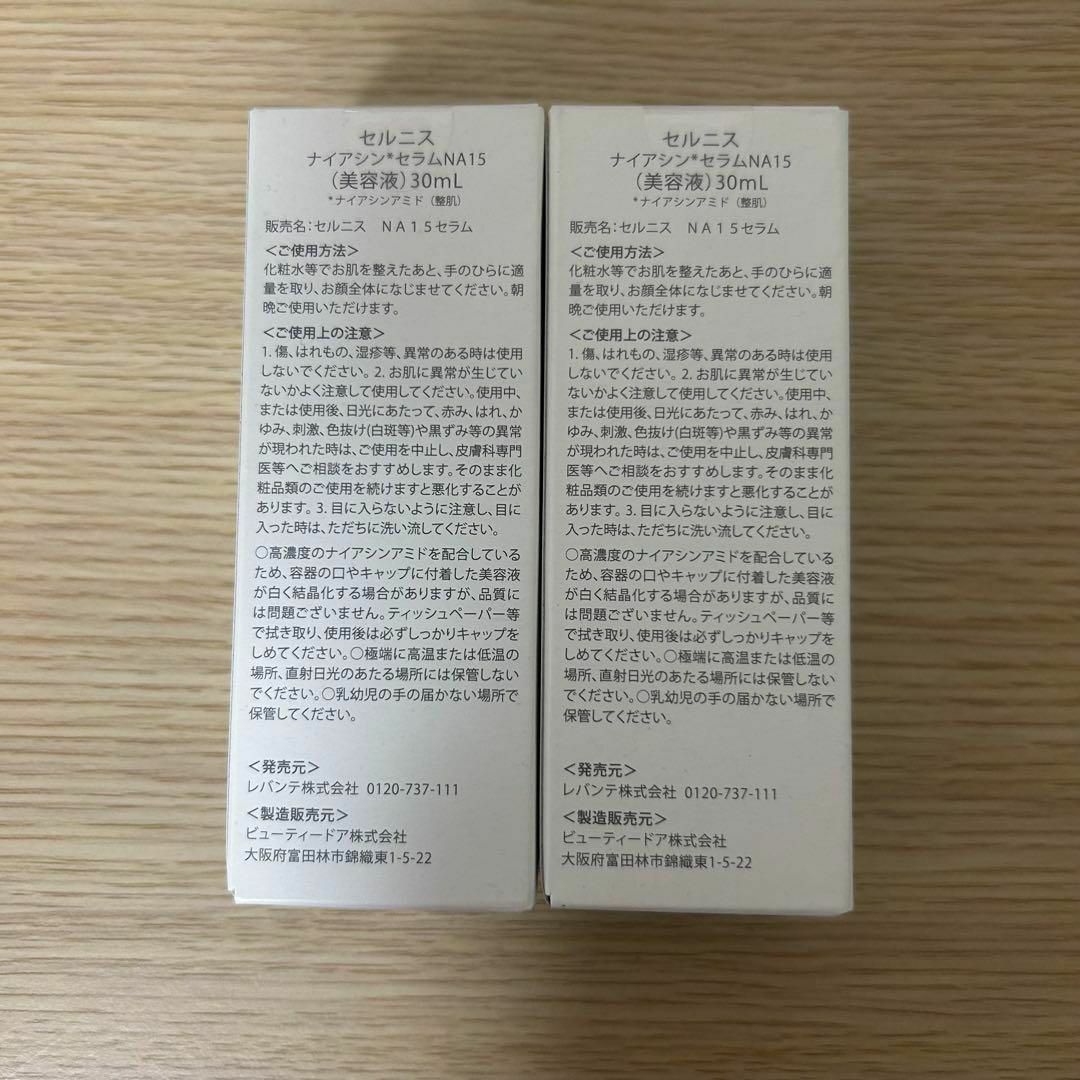 セルニス
ナイアシン*セラムNA15
（美容液）30mL
*ナイアシンアミド（整肌）
販売名：セルニス　NA15セラム
＜ご使用方法＞
化粧水等でお肌を整えたあと、手のひらに適
量を取り、お顔全体になじませてください。朝
晩ご使用いただけます。
＜ご使用上の注意＞
1. 傷、はれもの、湿疹等、異常のある時は使用
しないでください。2. お肌に異常が生じてい
ないかよく注意して使用してください。使用中、
または使用後、日光にあたって、赤み、はれ、か
ゆみ、刺激、色抜け(白斑等)や黒ずみ等の異常
が現われた時は、ご使用を中止し、皮膚科専門
医等へご相談をおすすめします。そのまま化
粧品類のご使用を続けますと悪化することが
あります。3. 目に入らないように注意し、目に
入った時は、ただちに洗い流してください。
○高濃度のナイアシンアミドを配合している
ため、容器の口やキャップに付着した美容液
が白く結晶化する場合がありますが、品質に
は問題ございません。ティッシュペーパー等
で拭き取り、使用後は必ずしっかりキャップを
しめてください。○極端に高温または低温の
場所、直射日光のあたる場所には保管しない
でください。○乳幼児の手の届かない場所で
保管してください。
＜発売元＞
レバンテ株式会社 0120-737-111
＜製造販売元＞
ビューティードア株式会社
大阪府富田林市錦織東1-5-22
セルニス
ナイアシン*セラムNA15
（美容液）30mL
*ナイアシンアミド（整肌）
販売名：セルニス　NA15セラム
＜ご使用方法＞
化粧水等でお肌を整えたあと、手のひらに適
量を取り、お顔全体になじませてください。朝
晩ご使用いただけます。
＜ご使用上の注意＞
1. 傷、はれもの、湿疹等、異常のある時は使用
しないでください。2. お肌に異常が生じてい
ないかよく注意して使用してください。使用中、
または使用後、日光にあたって、赤み、はれ、か
ゆみ、刺激、色抜け(白斑等)や黒ずみ等の異常
が現われた時は、ご使用を中止し、皮膚科専門
医等へご相談をおすすめします。そのまま化
粧品類のご使用を続けますと悪化することが
あります。3. 目に入らないように注意し、目に
入った時は、ただちに洗い流してください。
○高濃度のナイアシンアミドを配合している
ため、容器の口やキャップに付着した美容液
が白く結晶化する場合がありますが、品質に
は問題ございません。ティッシュペーパー等
で拭き取り、使用後は必ずしっかりキャップを
しめてください。○極端に高温または低温の
場所、直射日光のあたる場所には保管しない
でください。○乳幼児の手の届かない場所で
保管してください。
＜発売元＞
レバンテ株式会社 0120-737-111
＜製造販売元＞
ビューティードア株式会社
大阪府富田林市錦織東1-5-22